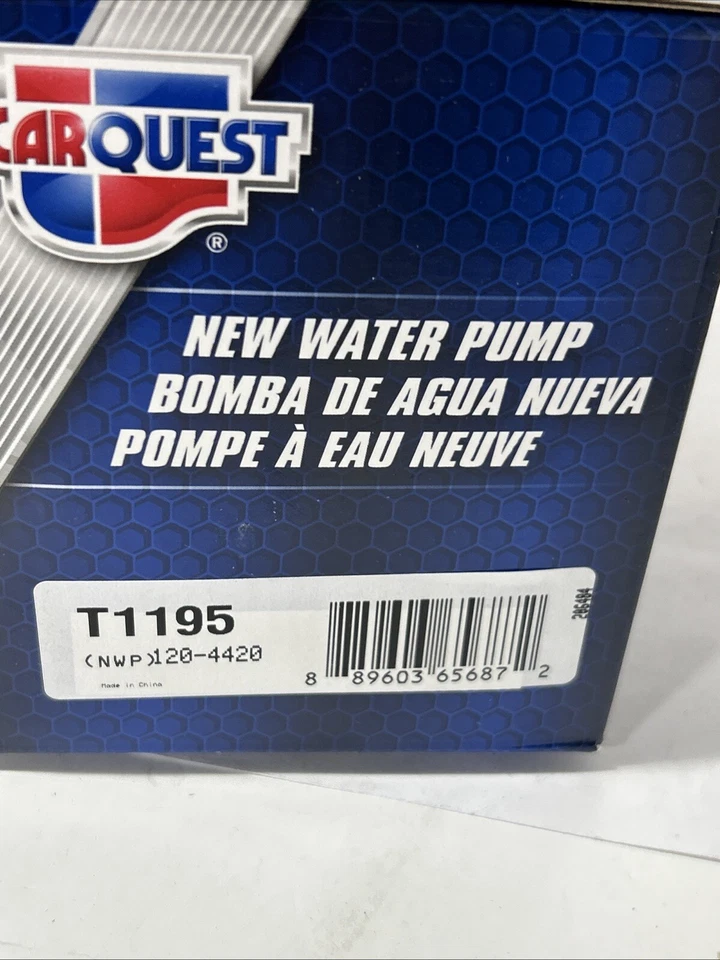 CARQUEST
®
NEW WATER PUMP
BOMBA DE AGUA NUEVA
POMPE À EAU NEUVE
T1195
(NWP)120-4420
Made in China
8 89603 65687 2
206484